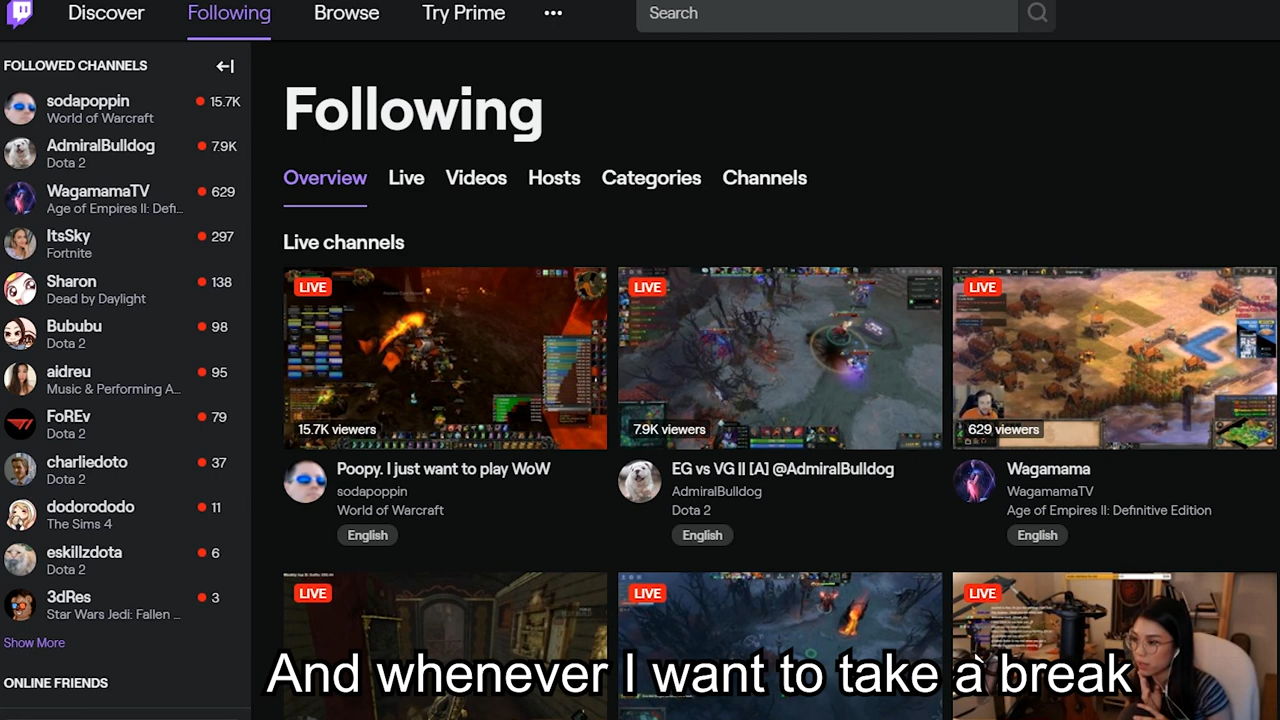 Discover Following Browse Try Prime ••• Search
FOLLOWED CHANNELS
sodapoppin 15.7K
World of Warcraft
AdmiralBulldog 7.9K
Dota 2
WagamamaTV 629
Age of Empires II: Defi...
ItsSky 297
Fortnite
Sharon 138
Dead by Daylight
Bububu 98
Dota 2
aidreu 95
Music & Performing A...
FoREv 79
Dota 2
charliedoto 37
Dota 2
dodorododo 11
The Sims 4
eskillzdota 6
Dota 2
3dRes 3
Star Wars Jedi: Fallen ...
Show More
ONLINE FRIENDS
Following
Overview Live Videos Hosts Categories Channels
Live channels
LIVE
15.7K viewers
Poopy. I just want to play WoW
sodapoppin
World of Warcraft
English
LIVE
7.9K viewers
EG vs VG II [A] @AdmiralBulldog
AdmiralBulldog
Dota 2
English
LIVE
629 viewers
Wagamama
WagamamaTV
Age of Empires II: Definitive Edition
English
LIVE
LIVE
LIVE
And whenever I want to take a break